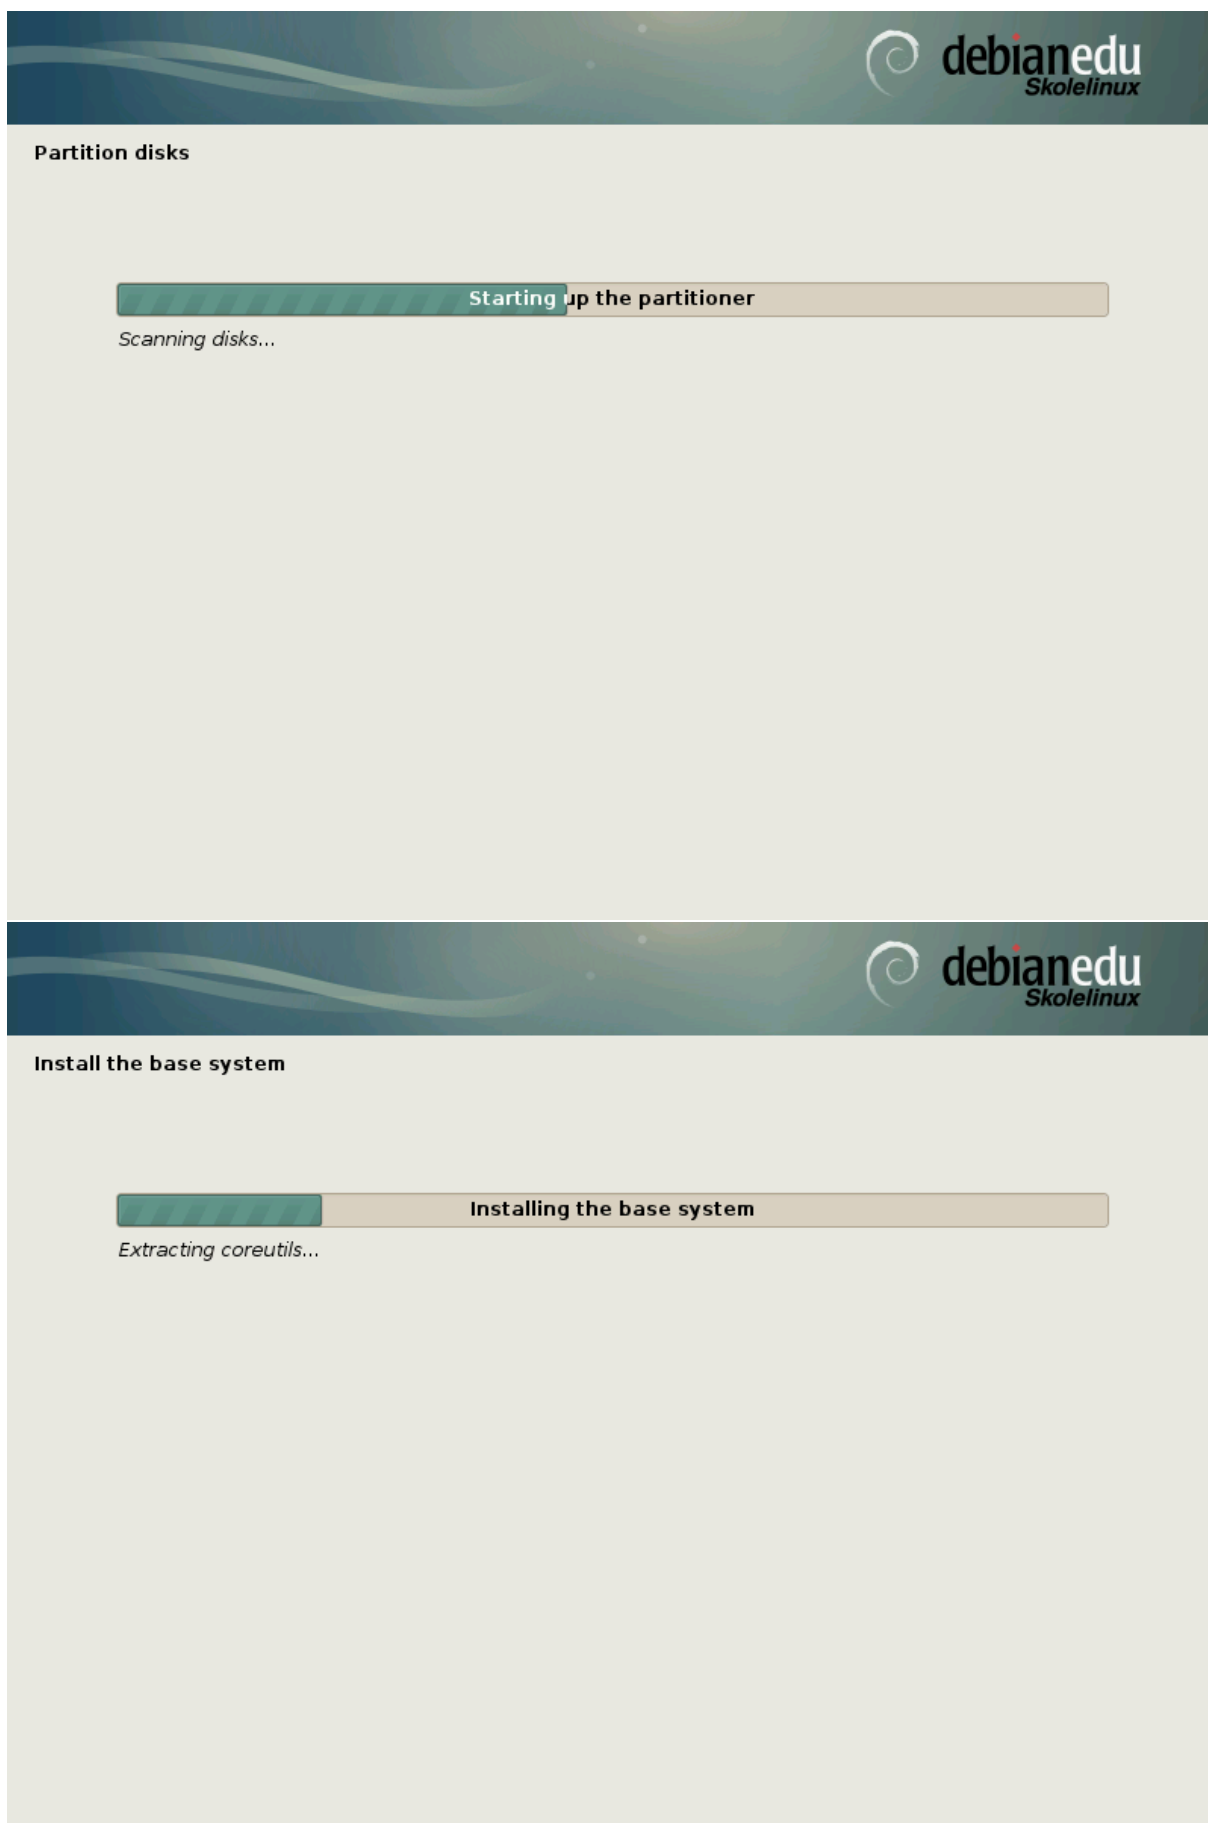 debianedu
Skolelinux
Partition disks
Starting up the partitioner
Scanning disks...
debianedu
Skolelinux
Install the base system
Installing the base system
Extracting coreutils...